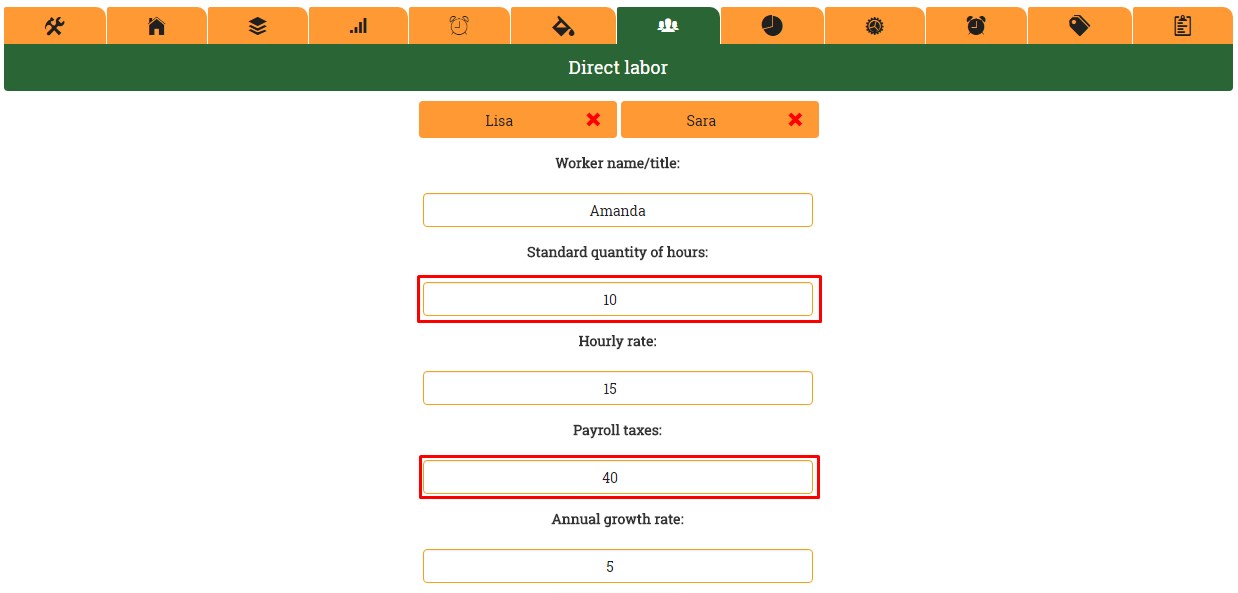 Direct labor
Lisa
Sara
Worker name/title:
Amanda
Standard quantity of hours:
10
Hourly rate:
15
Payroll taxes:
40
Annual growth rate:
5